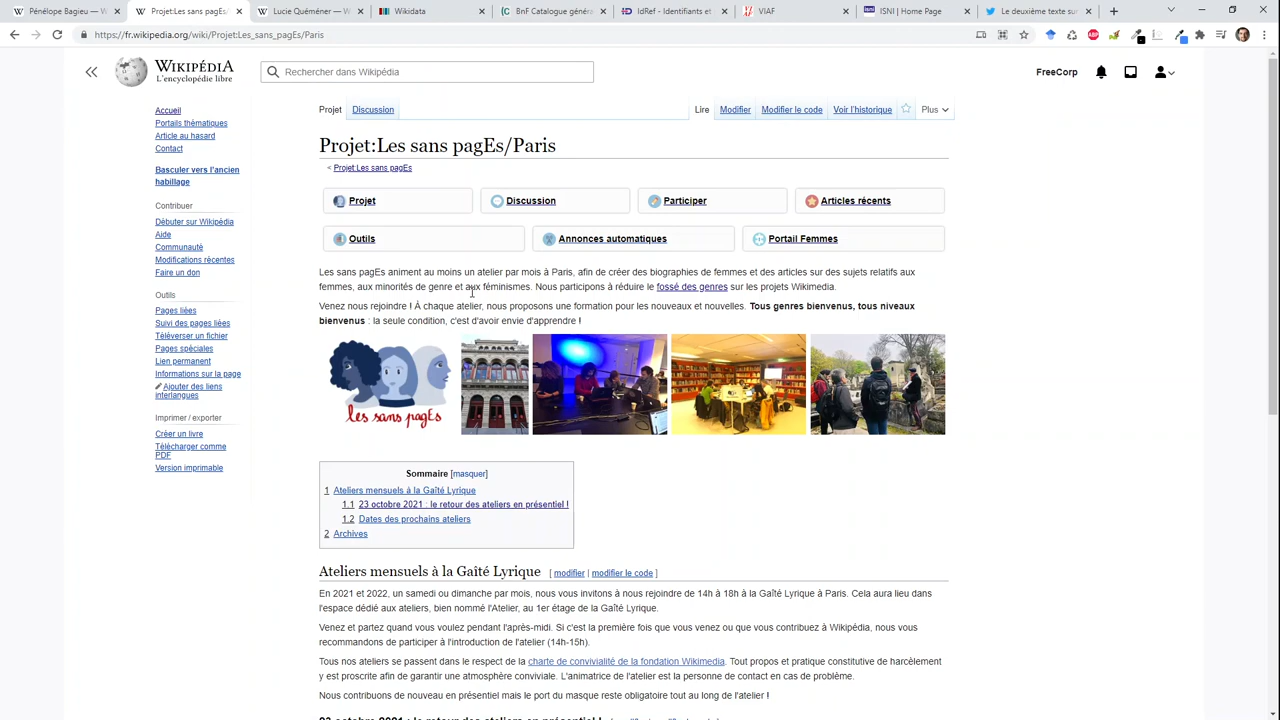 Pénélope Bagieu — W
Projet:Les sans pagEs/
Lucie Quéméner — W
Wikidata
BnF Catalogue généra
IdRef - Identifiants et
VIAF
ISNI | Home Page
Le deuxième texte sur
https://fr.wikipedia.org/wiki/Projet:Les_sans_pagEs/Paris
WIKIPÉDIA
L'encyclopédie libre
Rechercher dans Wikipédia
FreeCorp
Accueil
Portails thématiques
Article au hasard
Contact
Basculer vers l'ancien
habillage
Contribuer
Débuter sur Wikipédia
Aide
Communauté
Modifications récentes
Faire un don
Outils
Pages liées
Suivi des pages liées
Téléverser un fichier
Pages spéciales
Lien permanent
Informations sur la page
Ajouter des liens
interlangues
Imprimer / exporter
Créer un livre
Télécharger comme
PDF
Version imprimable
Projet Discussion Lire Modifier Modifier le code Voir l'historique Plus
Projet:Les sans pagEs/Paris
< Projet:Les sans pagEs
Projet Discussion Participer Articles récents
Outils Annonces automatiques Portail Femmes
Les sans pagEs animent au moins un atelier par mois à Paris, afin de créer des biographies de femmes et des articles sur des sujets relatifs aux
femmes, aux minorités de genre et aux féminismes. Nous participons à réduire le fossé des genres sur les projets Wikimedia.
Venez nous rejoindre ! À chaque atelier, nous proposons une formation pour les nouveaux et nouvelles. Tous genres bienvenus, tous niveaux
bienvenus : la seule condition, c'est d'avoir envie d'apprendre !
les sans pagEs
Sommaire [masquer]
1 Ateliers mensuels à la Gaîté Lyrique
1.1 23 octobre 2021 : le retour des ateliers en présentiel !
1.2 Dates des prochains ateliers
2 Archives
Ateliers mensuels à la Gaîté Lyrique [ modifier | modifier le code ]
En 2021 et 2022, un samedi ou dimanche par mois, nous vous invitons à nous rejoindre de 14h à 18h à la Gaîté Lyrique à Paris. Cela aura lieu dans
l'espace dédié aux ateliers, bien nommé l'Atelier, au 1er étage de la Gaîté Lyrique.
Venez et partez quand vous voulez pendant l'après-midi. Si c'est la première fois que vous venez ou que vous contribuez à Wikipédia, nous vous
recommandons de participer à l'introduction de l'atelier (14h-15h).
Tous nos ateliers se passent dans le respect de la charte de convivialité de la fondation Wikimedia. Tout propos et pratique constitutive de harcèlement
y est proscrite afin de garantir une atmosphère conviviale. L'animatrice de l'atelier est la personne de contact en cas de problème.
Nous contribuons de nouveau en présentiel mais le port du masque reste obligatoire tout au long de l'atelier !
23 octobre 2021 : le retour des ateliers en présentiel !